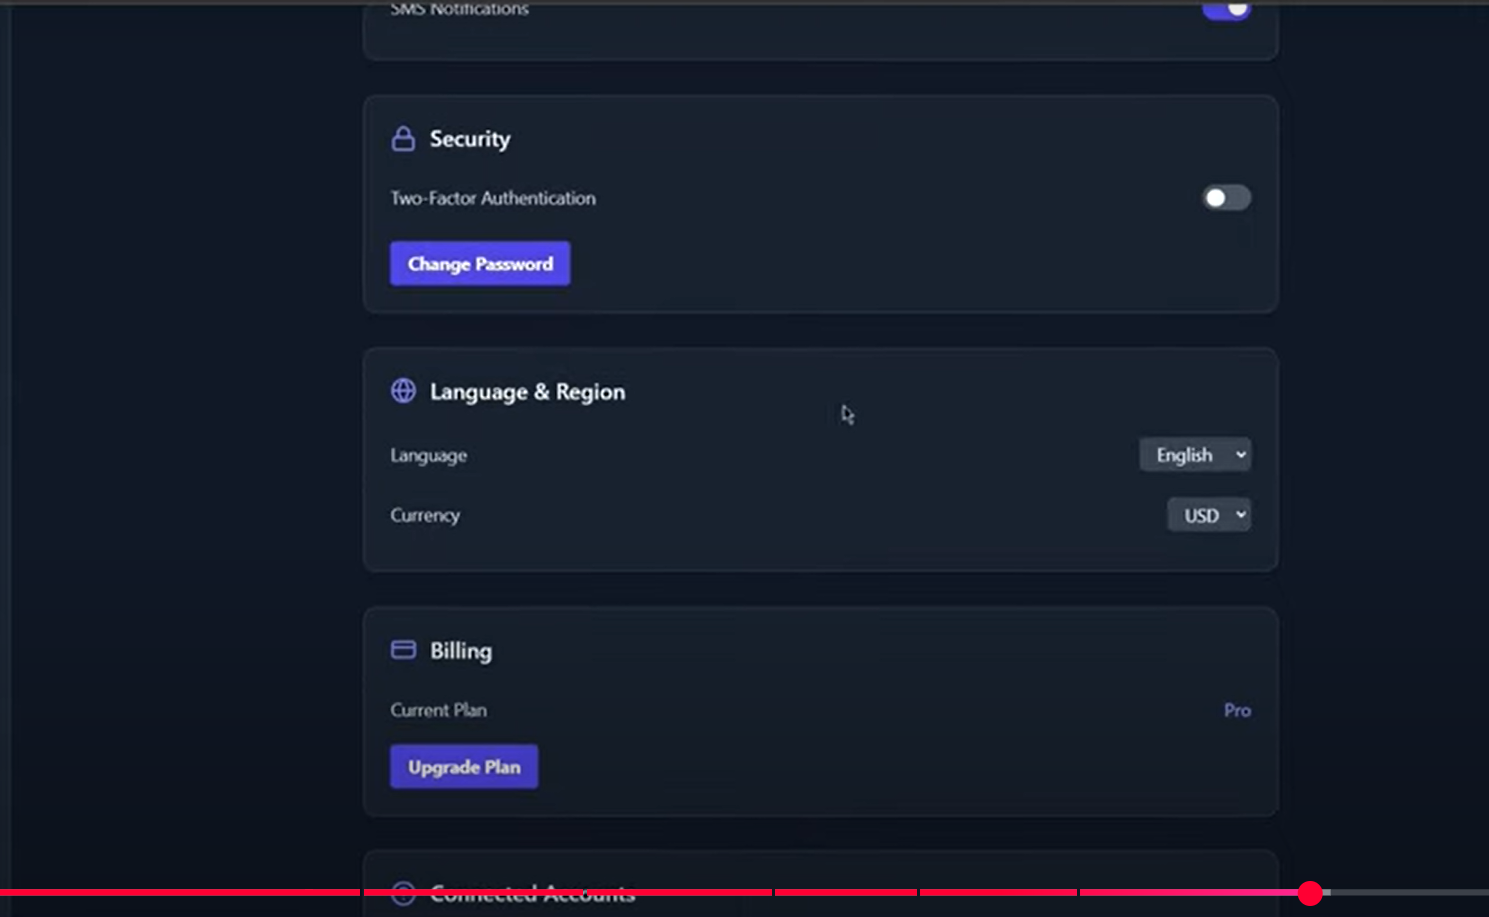 SMS Notifications
Security
Two-Factor Authentication
Change Password
Language & Region
Language
English
Currency
USD
Billing
Current Plan
Pro
Upgrade Plan
Connected Accounts